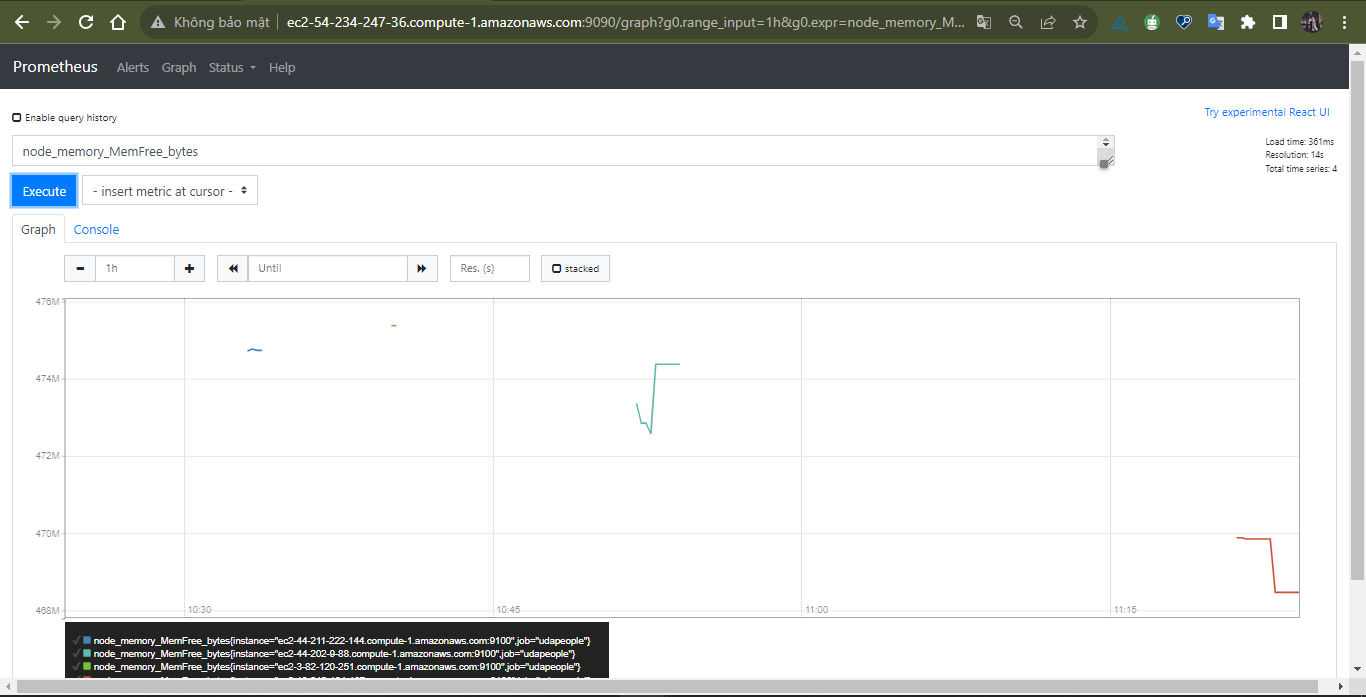 Không bảo mật ec2-54-234-247-36.compute-1.amazonaws.com:9090/graph?g0.range_input=1h&g0.expr=node_memory_M...
Prometheus Alerts Graph Status Help
Enable query history
Try experimental React UI
node_memory_MemFree_bytes
Load time: 361ms
Resolution: 14s
Total time series: 4
Execute
- insert metric at cursor -
Graph Console
1h
Until
Res. (s)
stacked
476M
474M
472M
470M
468M
10:30 10:45 11:00 11:15
node_memory_MemFree_bytes{instance="ec2-44-211-222-144.compute-1.amazonaws.com:9100",job="udapeople"}
node_memory_MemFree_bytes{instance="ec2-44-202-9-88.compute-1.amazonaws.com:9100",job="udapeople"}
node_memory_MemFree_bytes{instance="ec2-3-82-120-251.compute-1.amazonaws.com:9100",job="udapeople"}